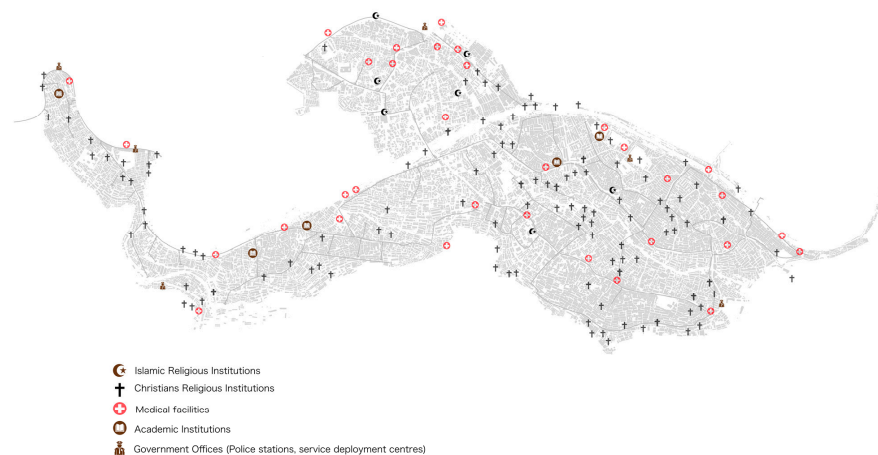 Islamic Religious Institutions
Christians Religious Institutions
Medical facilities
Academic Institutions
Government Offices (Police stations, service deployment centres)